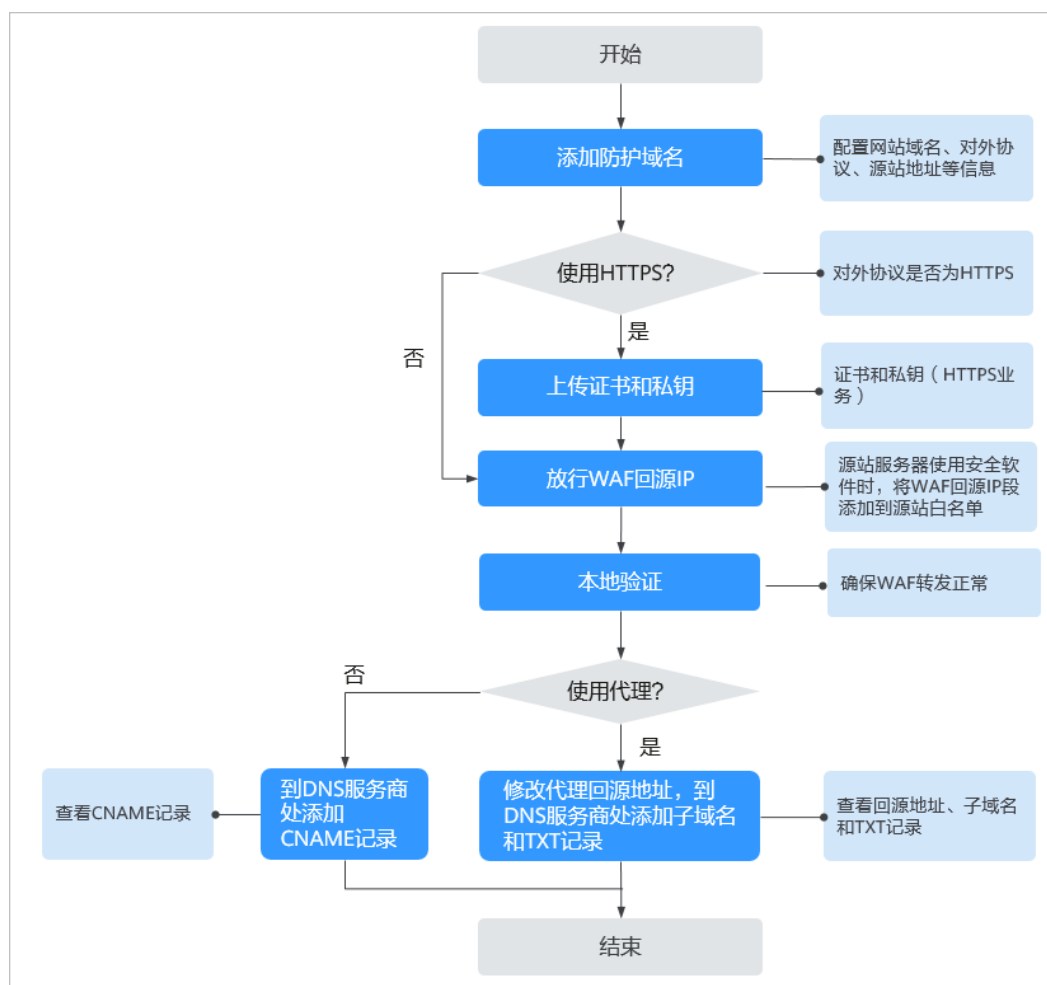 开始
添加防护域名
配置网站域名、对外协
议、源站地址等信息
使用HTTPS？
对外协议是否为HTTPS
是
否
上传证书和私钥
证书和私钥（HTTPS业
务）
放行WAF回源IP
源站服务器使用安全软
件时，将WAF回源IP段
添加到源站白名单
本地验证
确保WAF转发正常
使用代理？
否
是
查看CNAME记录
到DNS服务商
处添加
CNAME记录
修改代理回源地址，到
DNS服务商处添加子域名
和TXT记录
查看回源地址、子域名
和TXT记录
结束